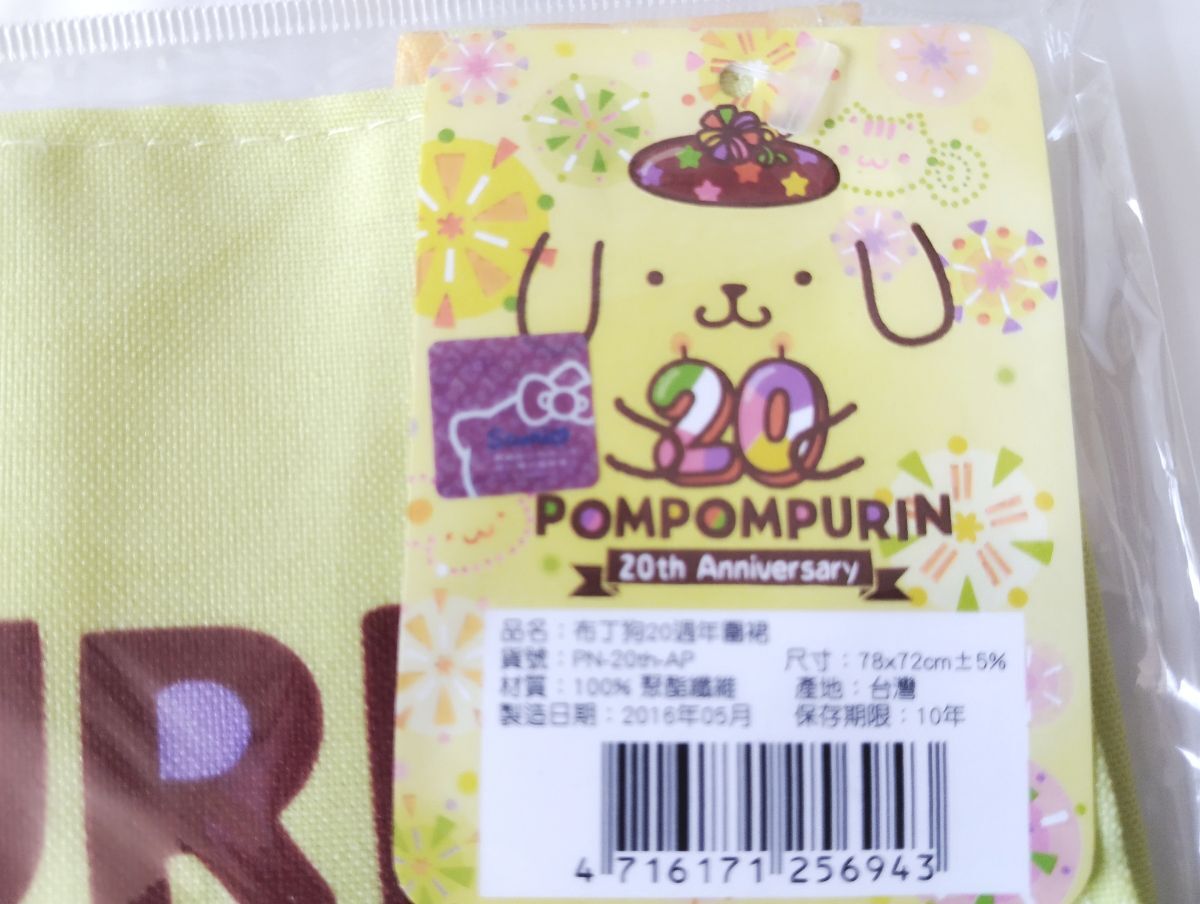 20
Sanrio
POMPOMPURIN
20th Anniversary
URI
品名：布丁狗20週年圍裙
貨號：PN-20th-AP 尺寸：78x72cm±5%
材質：100% 聚酯纖維 產地：台灣
製造日期：2016年05月 保存期限：10年
4 716171 256943